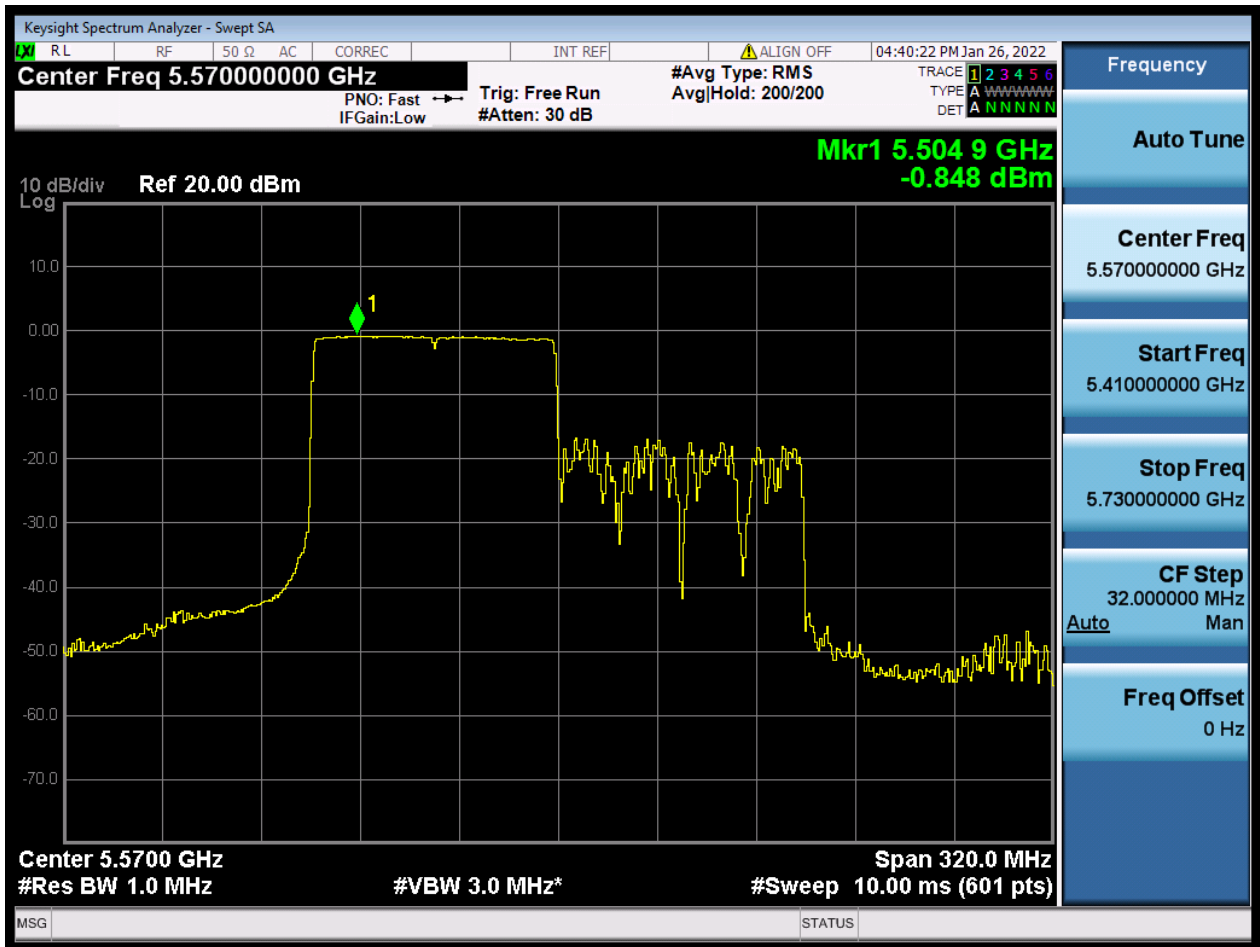 Keysight Spectrum Analyzer - Swept SA
LXI RL RF 50 Ω AC CORREC INT REF ALIGN OFF 04:40:22 PM Jan 26, 2022
Center Freq 5.570000000 GHz
PNO: Fast
IFGain:Low
Trig: Free Run
#Atten: 30 dB
#Avg Type: RMS
Avg|Hold: 200/200
TRACE 1 2 3 4 5 6
TYPE A WWWWW
DET A N N N N N
Mkr1 5.504 9 GHz
-0.848 dBm
10 dB/div Ref 20.00 dBm
Log
1
10.0
0.00
-10.0
-20.0
-30.0
-40.0
-50.0
-60.0
-70.0
Center 5.5700 GHz Span 320.0 MHz
#Res BW 1.0 MHz #VBW 3.0 MHz* #Sweep 10.00 ms (601 pts)
MSG STATUS
Frequency
Auto Tune
Center Freq
5.570000000 GHz
Start Freq
5.410000000 GHz
Stop Freq
5.730000000 GHz
CF Step
32.000000 MHz
Auto Man
Freq Offset
0 Hz